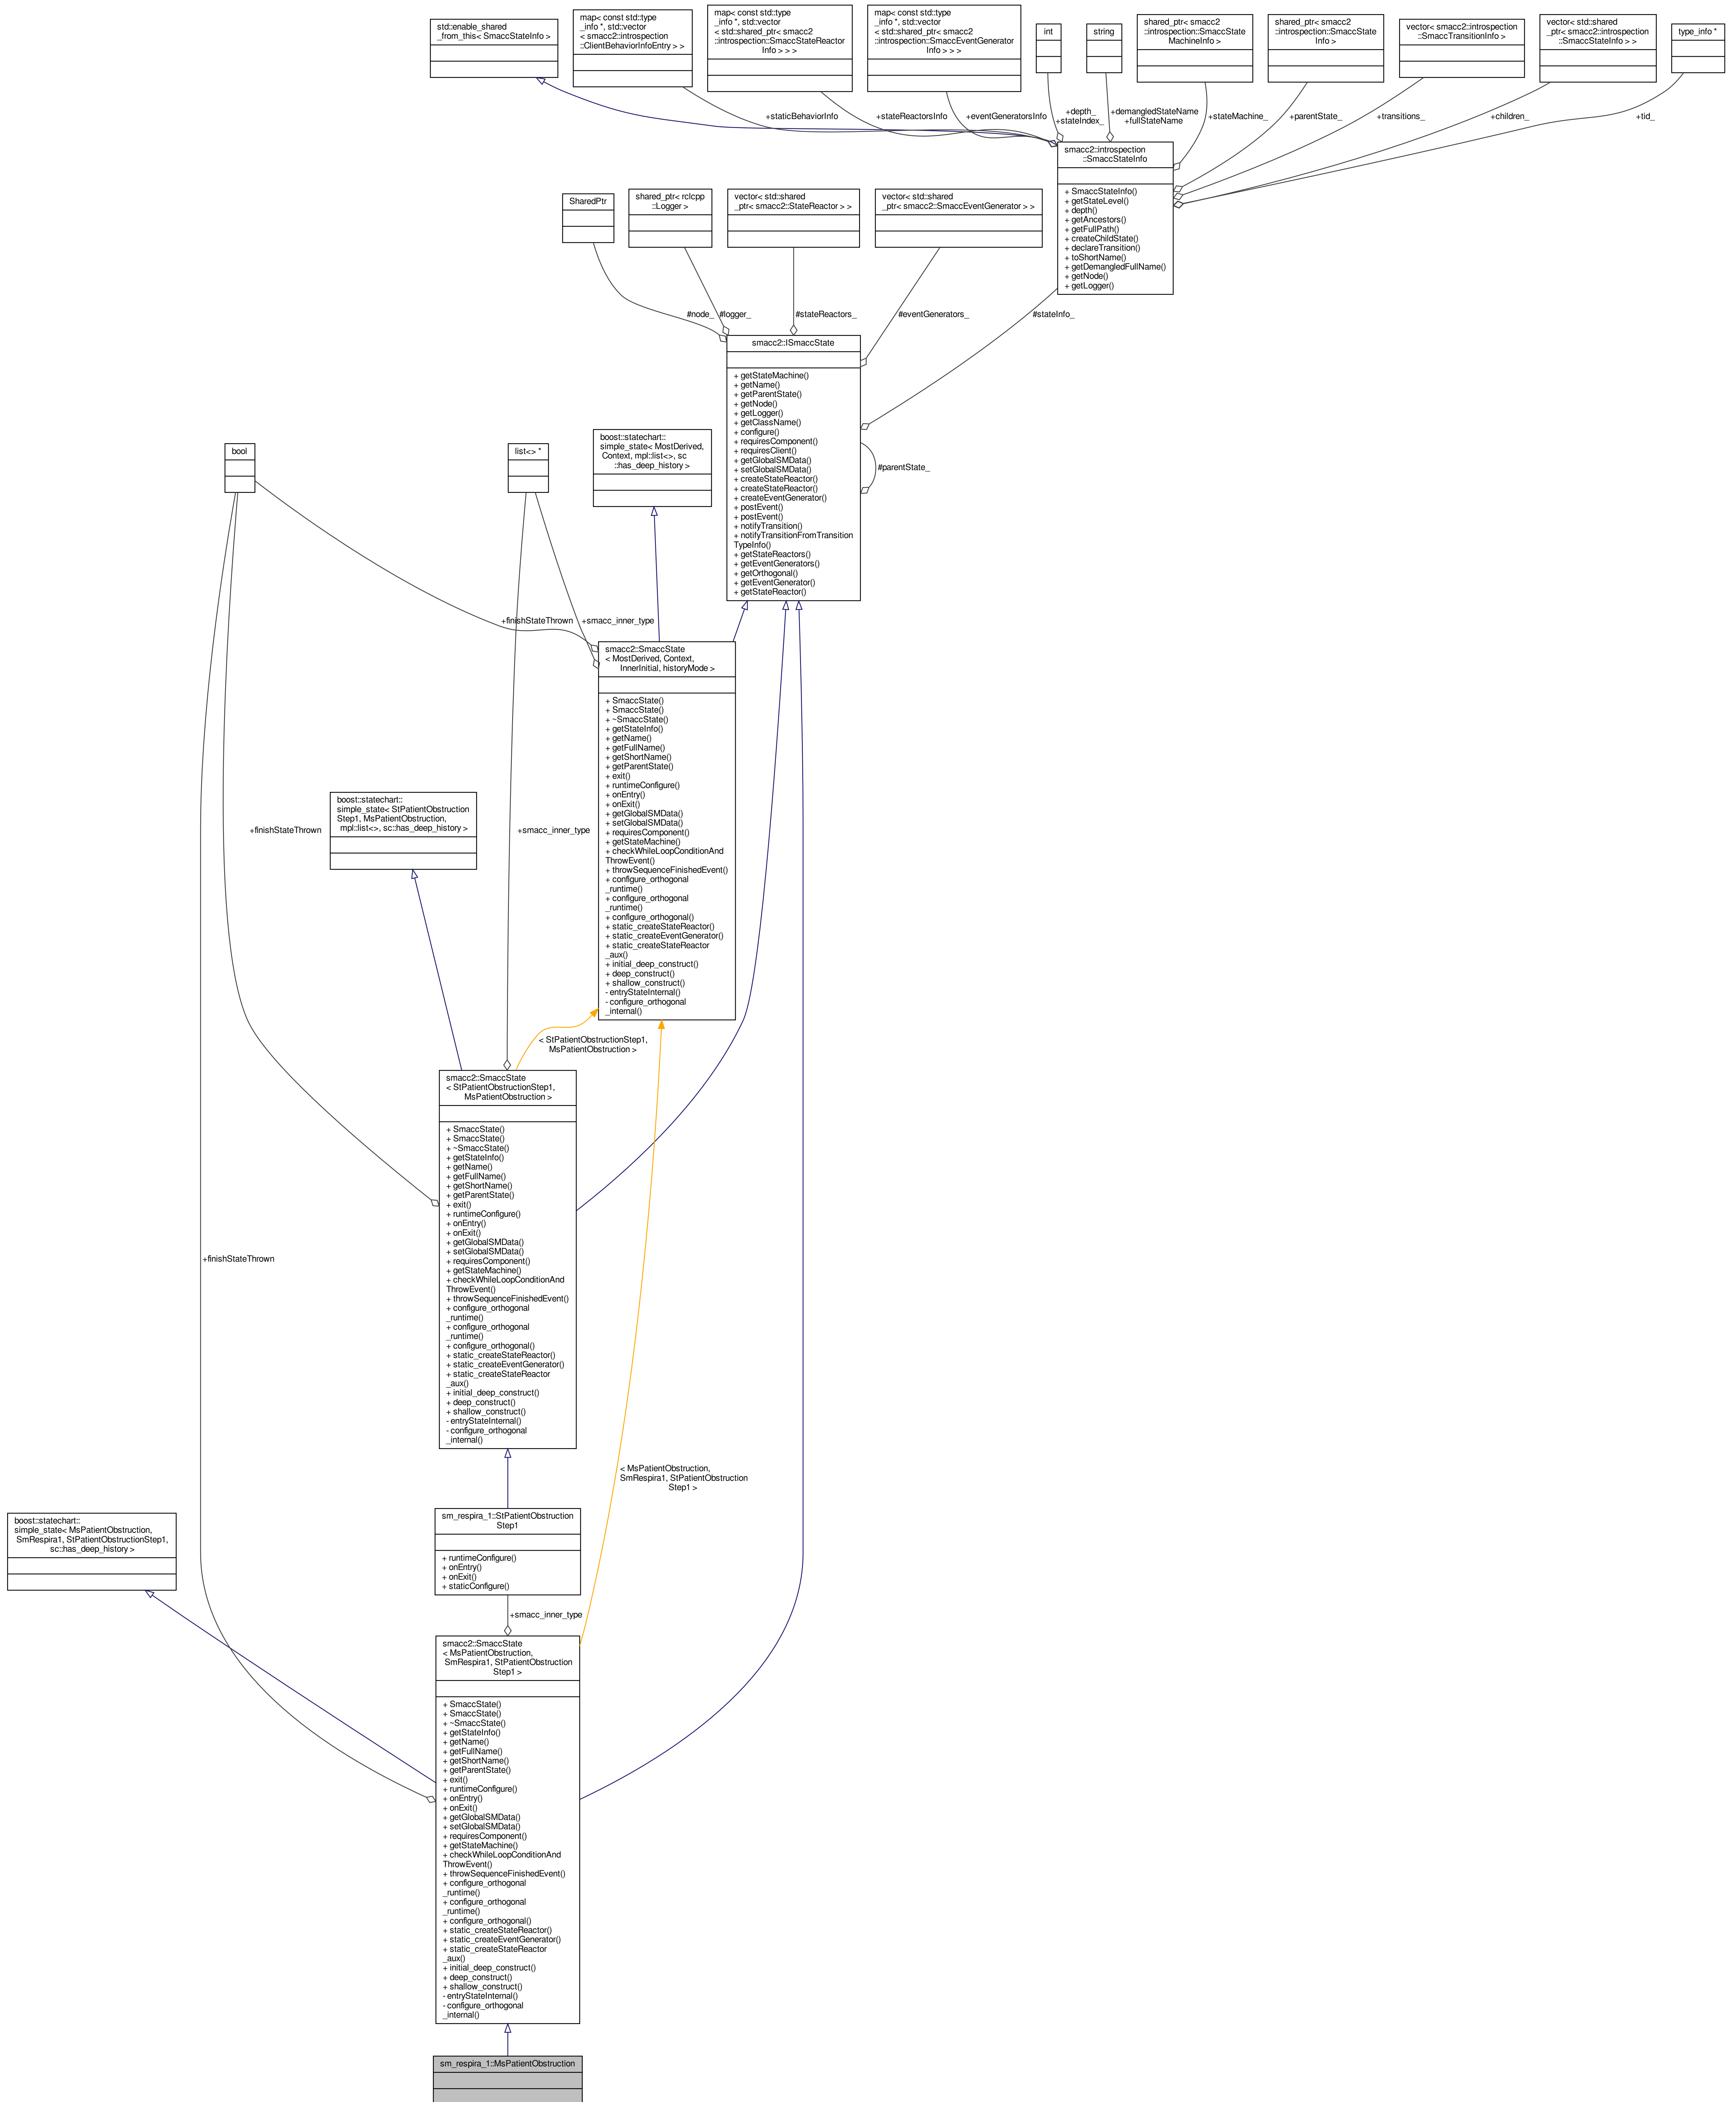 std::enable_shared
_from_this< SmaccStateInfo >
map< const std::type
_info *, std::vector
< smacc2::introspection
::ClientBehaviorInfoEntry > >
map< const std::type
_info *, std::vector
< std::shared_ptr< smacc2
::introspection::SmaccStateReactor
Info > > >
map< const std::type
_info *, std::vector
< std::shared_ptr< smacc2
::introspection::SmaccEventGenerator
Info > > >
int
string
shared_ptr< smacc2
::introspection::SmaccState
MachineInfo >
shared_ptr< smacc2
::introspection::SmaccState
Info >
vector< smacc2::introspection
::SmaccTransitionInfo >
vector< std::shared
_ptr< smacc2::introspection
::SmaccStateInfo > >
type_info *
+staticBehaviorInfo
+stateReactorsInfo
+eventGeneratorsInfo
+depth_
+stateIndex_
+demangledStateName
+fullStateName
+stateMachine_
+parentState_
+transitions_
+children_
+tid_
smacc2::introspection
::SmaccStateInfo
+ SmaccStateInfo()
+ getStateLevel()
+ depth()
+ getAncestors()
+ getFullPath()
+ createChildState()
+ declareTransition()
+ toShortName()
+ getDemangledFullName()
+ getNode()
+ getLogger()
SharedPtr
shared_ptr< rclcpp
::Logger >
vector< std::shared
_ptr< smacc2::StateReactor > >
vector< std::shared
_ptr< smacc2::SmaccEventGenerator > >
#node_
#logger_
#stateReactors_
#eventGenerators_
#stateInfo_
smacc2::ISmaccState
+ getStateMachine()
+ getName()
+ getParentState()
+ getNode()
+ getLogger()
+ getClassName()
+ configure()
+ requiresComponent()
+ requiresClient()
+ getGlobalSMData()
+ setGlobalSMData()
+ createStateReactor()
+ createStateReactor()
+ createEventGenerator()
+ postEvent()
+ postEvent()
+ notifyTransition()
+ notifyTransitionFromTransition
TypeInfo()
+ getStateReactors()
+ getEventGenerators()
+ getOrthogonal()
+ getEventGenerator()
+ getStateReactor()
#parentState_
bool
list<> *
boost::statechart::
simple_state< MostDerived,
Context, mpl::list<>, sc
::has_deep_history >
+finishStateThrown
+smacc_inner_type
smacc2::SmaccState
< MostDerived, Context,
InnerInitial, historyMode >
+ SmaccState()
+ SmaccState()
+ ~SmaccState()
+ getStateInfo()
+ getName()
+ getFullName()
+ getShortName()
+ getParentState()
+ exit()
+ runtimeConfigure()
+ onEntry()
+ onExit()
+ getGlobalSMData()
+ setGlobalSMData()
+ requiresComponent()
+ getStateMachine()
+ checkWhileLoopConditionAnd
ThrowEvent()
+ throwSequenceFinishedEvent()
+ configure_orthogonal
_runtime()
+ configure_orthogonal
_runtime()
+ configure_orthogonal()
+ static_createStateReactor()
+ static_createEventGenerator()
+ static_createStateReactor
_aux()
+ initial_deep_construct()
+ deep_construct()
+ shallow_construct()
- entryStateInternal()
- configure_orthogonal
_internal()
boost::statechart::
simple_state< StPatientObstruction
Step1, MsPatientObstruction,
mpl::list<>, sc::has_deep_history >
+finishStateThrown
+smacc_inner_type
< StPatientObstructionStep1,
MsPatientObstruction >
smacc2::SmaccState
< StPatientObstructionStep1,
MsPatientObstruction >
+ SmaccState()
+ SmaccState()
+ ~SmaccState()
+ getStateInfo()
+ getName()
+ getFullName()
+ getShortName()
+ getParentState()
+ exit()
+ runtimeConfigure()
+ onEntry()
+ onExit()
+ getGlobalSMData()
+ setGlobalSMData()
+ requiresComponent()
+ getStateMachine()
+ checkWhileLoopConditionAnd
ThrowEvent()
+ throwSequenceFinishedEvent()
+ configure_orthogonal
_runtime()
+ configure_orthogonal
_runtime()
+ configure_orthogonal()
+ static_createStateReactor()
+ static_createEventGenerator()
+ static_createStateReactor
_aux()
+ initial_deep_construct()
+ deep_construct()
+ shallow_construct()
- entryStateInternal()
- configure_orthogonal
_internal()
+finishStateThrown
< MsPatientObstruction,
SmRespira1, StPatientObstruction
Step1 >
boost::statechart::
simple_state< MsPatientObstruction,
SmRespira1, StPatientObstructionStep1,
sc::has_deep_history >
sm_respira_1::StPatientObstruction
Step1
+ runtimeConfigure()
+ onEntry()
+ onExit()
+ staticConfigure()
+smacc_inner_type
smacc2::SmaccState
< MsPatientObstruction,
SmRespira1, StPatientObstruction
Step1 >
+ SmaccState()
+ SmaccState()
+ ~SmaccState()
+ getStateInfo()
+ getName()
+ getFullName()
+ getShortName()
+ getParentState()
+ exit()
+ runtimeConfigure()
+ onEntry()
+ onExit()
+ getGlobalSMData()
+ setGlobalSMData()
+ requiresComponent()
+ getStateMachine()
+ checkWhileLoopConditionAnd
ThrowEvent()
+ throwSequenceFinishedEvent()
+ configure_orthogonal
_runtime()
+ configure_orthogonal
_runtime()
+ configure_orthogonal()
+ static_createStateReactor()
+ static_createEventGenerator()
+ static_createStateReactor
_aux()
+ initial_deep_construct()
+ deep_construct()
+ shallow_construct()
- entryStateInternal()
- configure_orthogonal
_internal()
sm_respira_1::MsPatientObstruction